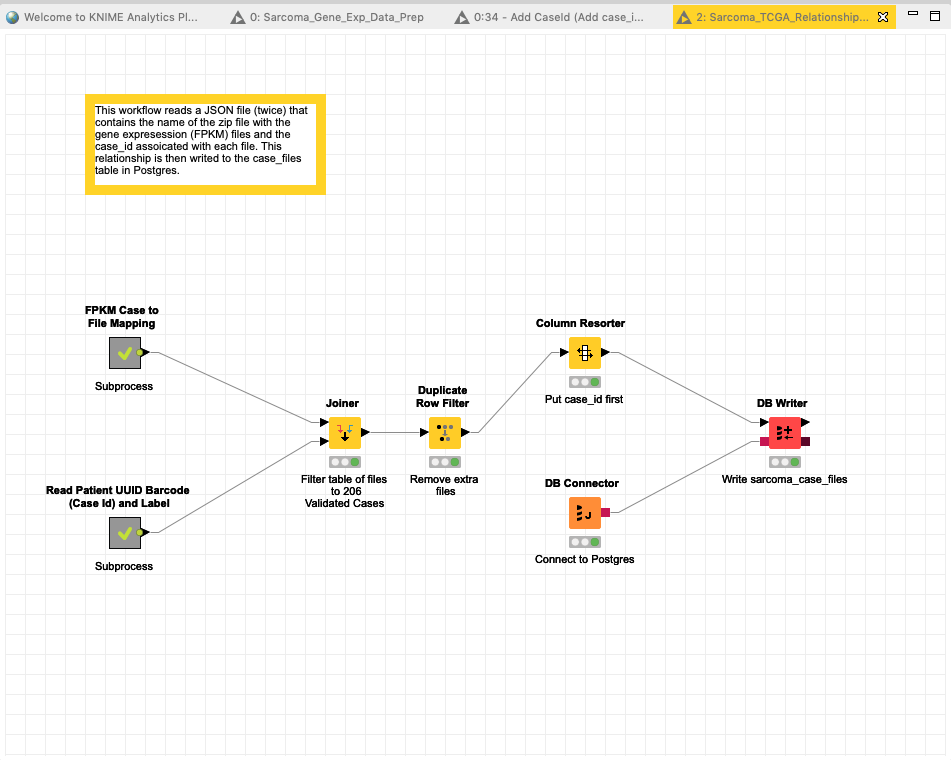 Welcome to KNIME Analytics Pl...
0: Sarcoma_Gene_Exp_Data_Prep
0:34 - Add CaseId (Add case_i...
2: Sarcoma_TCGA_Relationship...
This workflow reads a JSON file (twice) that
contains the name of the zip file with the
gene expresession (FPKM) files and the
case_id assoicated with each file. This
relationship is then writed to the case_files
table in Postgres.
FPKM Case to
File Mapping
Subprocess
Read Patient UUID Barcode
(Case Id) and Label
Subprocess
Joiner
Filter table of files
to 206
Validated Cases
Duplicate
Row Filter
Remove extra
files
Column Resorter
Put case_id first
DB Connector
Connect to Postgres
DB Writer
Write sarcoma_case_files